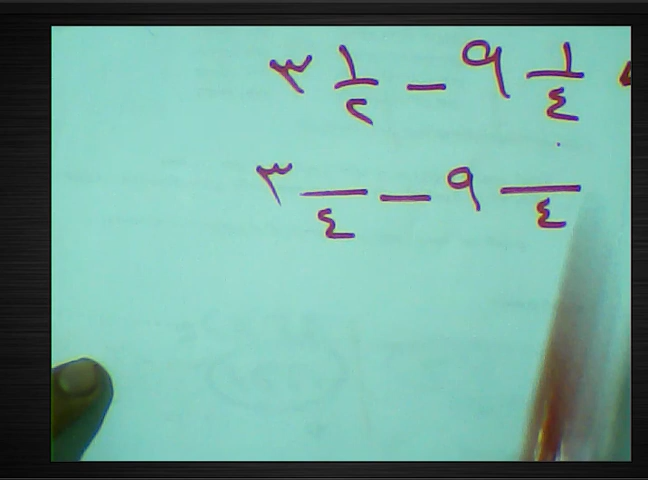 ٣ ١/٢ − ٩ ١/٤
٣ /٤ − ٩ /٤